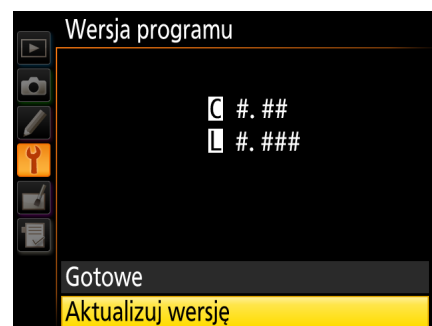 Wersja programu
C #.##
L #.###
Gotowe
Aktualizuj wersję